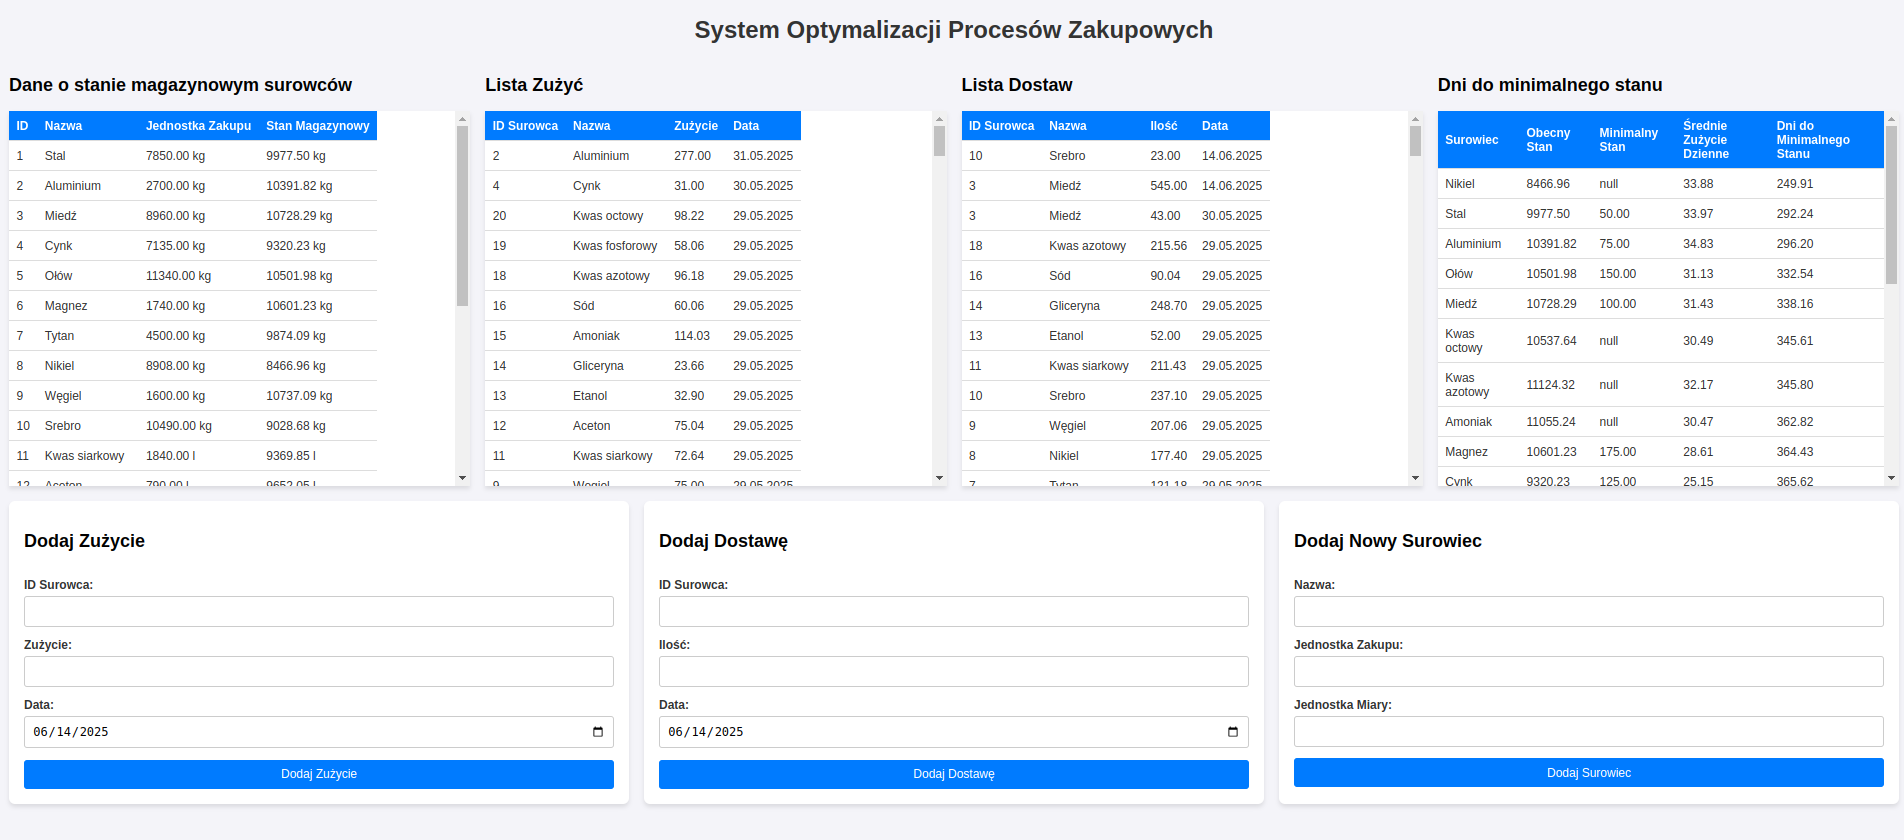 System Optymalizacji Procesów Zakupowych
Dane o stanie magazynowym surowców
ID Nazwa Jednostka Zakupu Stan Magazynowy
1 Stal 7850.00 kg 9977.50 kg
2 Aluminium 2700.00 kg 10391.82 kg
3 Miedź 8960.00 kg 10728.29 kg
4 Cynk 7135.00 kg 9320.23 kg
5 Ołów 11340.00 kg 10501.98 kg
6 Magnez 1740.00 kg 10601.23 kg
7 Tytan 4500.00 kg 9874.09 kg
8 Nikiel 8908.00 kg 8466.96 kg
9 Węgiel 1600.00 kg 10737.09 kg
10 Srebro 10490.00 kg 9028.68 kg
11 Kwas siarkowy 1840.00 l 9369.85 l
12 Aceton 790.00 l 9652.05 l
Lista Zużyć
ID Surowca Nazwa Zużycie Data
2 Aluminium 277.00 31.05.2025
4 Cynk 31.00 30.05.2025
20 Kwas octowy 98.22 29.05.2025
19 Kwas fosforowy 58.06 29.05.2025
18 Kwas azotowy 96.18 29.05.2025
16 Sód 60.06 29.05.2025
15 Amoniak 114.03 29.05.2025
14 Gliceryna 23.66 29.05.2025
13 Etanol 32.90 29.05.2025
12 Aceton 75.04 29.05.2025
11 Kwas siarkowy 72.64 29.05.2025
9 Węgiel 75.00 29.05.2025
Lista Dostaw
ID Surowca Nazwa Ilość Data
10 Srebro 23.00 14.06.2025
3 Miedź 545.00 14.06.2025
3 Miedź 43.00 30.05.2025
18 Kwas azotowy 215.56 29.05.2025
16 Sód 90.04 29.05.2025
14 Gliceryna 248.70 29.05.2025
13 Etanol 52.00 29.05.2025
11 Kwas siarkowy 211.43 29.05.2025
10 Srebro 237.10 29.05.2025
9 Węgiel 207.06 29.05.2025
8 Nikiel 177.40 29.05.2025
7 Tytan 121.18 29.05.2025
Dni do minimalnego stanu
Surowiec Obecny Stan Minimalny Stan Średnie Zużycie Dzienne Dni do Minimalnego Stanu
Nikiel 8466.96 null 33.88 249.91
Stal 9977.50 50.00 33.97 292.24
Aluminium 10391.82 75.00 34.83 296.20
Ołów 10501.98 150.00 31.13 332.54
Miedź 10728.29 100.00 31.43 338.16
Kwas octowy 10537.64 null 30.49 345.61
Kwas azotowy 11124.32 null 32.17 345.80
Amoniak 11055.24 null 30.47 362.82
Magnez 10601.23 175.00 28.61 364.43
Cynk 9320.23 125.00 25.15 365.62
Dodaj Zużycie
ID Surowca:
Zużycie:
Data:
06/14/2025
Dodaj Zużycie
Dodaj Dostawę
ID Surowca:
Ilość:
Data:
06/14/2025
Dodaj Dostawę
Dodaj Nowy Surowiec
Nazwa:
Jednostka Zakupu:
Jednostka Miary:
Dodaj Surowiec